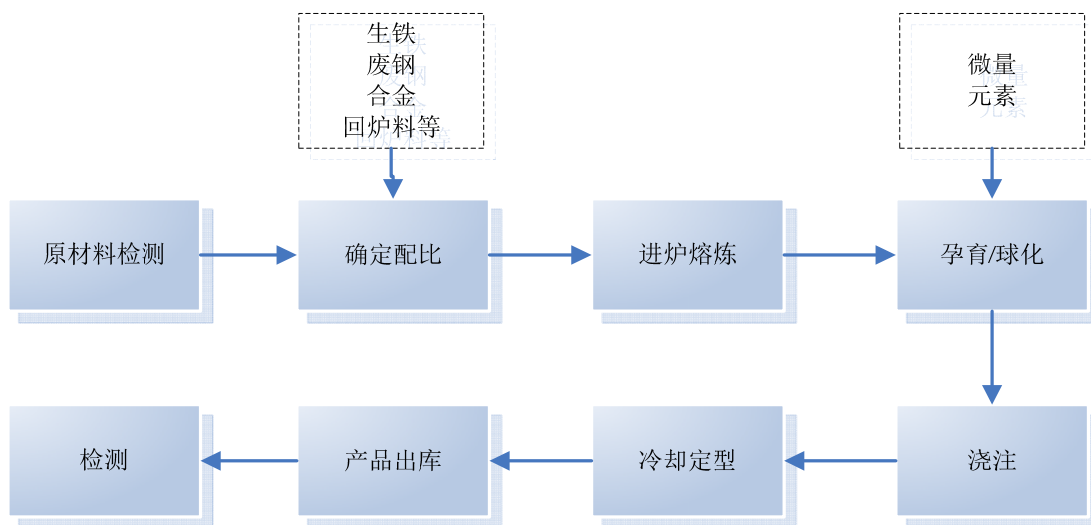 生铁
废钢
合金
回炉料等
微量
元素
原材料检测
确定配比
进炉熔炼
孕育/球化
检测
产品出库
冷却定型
浇注